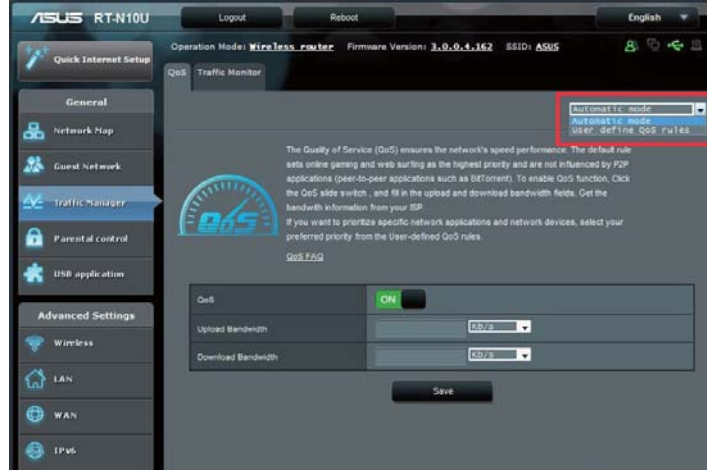 ASUS RT-N10U
Logout
Reboot
English
Operation Mode: Wireless router Firmware Version: 3.0.0.4.162 SSID: ASUS
Quick Internet Setup
QoS
Traffic Monitor
General
Network Map
Guest Network
Traffic Manager
Parental control
USB application
Advanced Settings
Wireless
LAN
WAN
IPv6
Automatic mode
Automatic mode
User define QoS rules
The Quality of Service (QoS) ensures the network's speed performance. The default rule
sets online gaming and web surfing as the highest priority and are not influenced by P2P
applications (peer-to-peer applications such as BitTorrent). To enable QoS function, Click
the QoS slide switch , and fill in the upload and download bandwidth fields. Get the
bandwith information from your ISP.
If you want to prioritize specific network applications and network devices, select your
preferred priority from the User-defined QoS rules.
QoS FAQ
QoS
QoS
ON
Upload Bandwidth
Kb/s
Download Bandwidth
Kb/s
Save